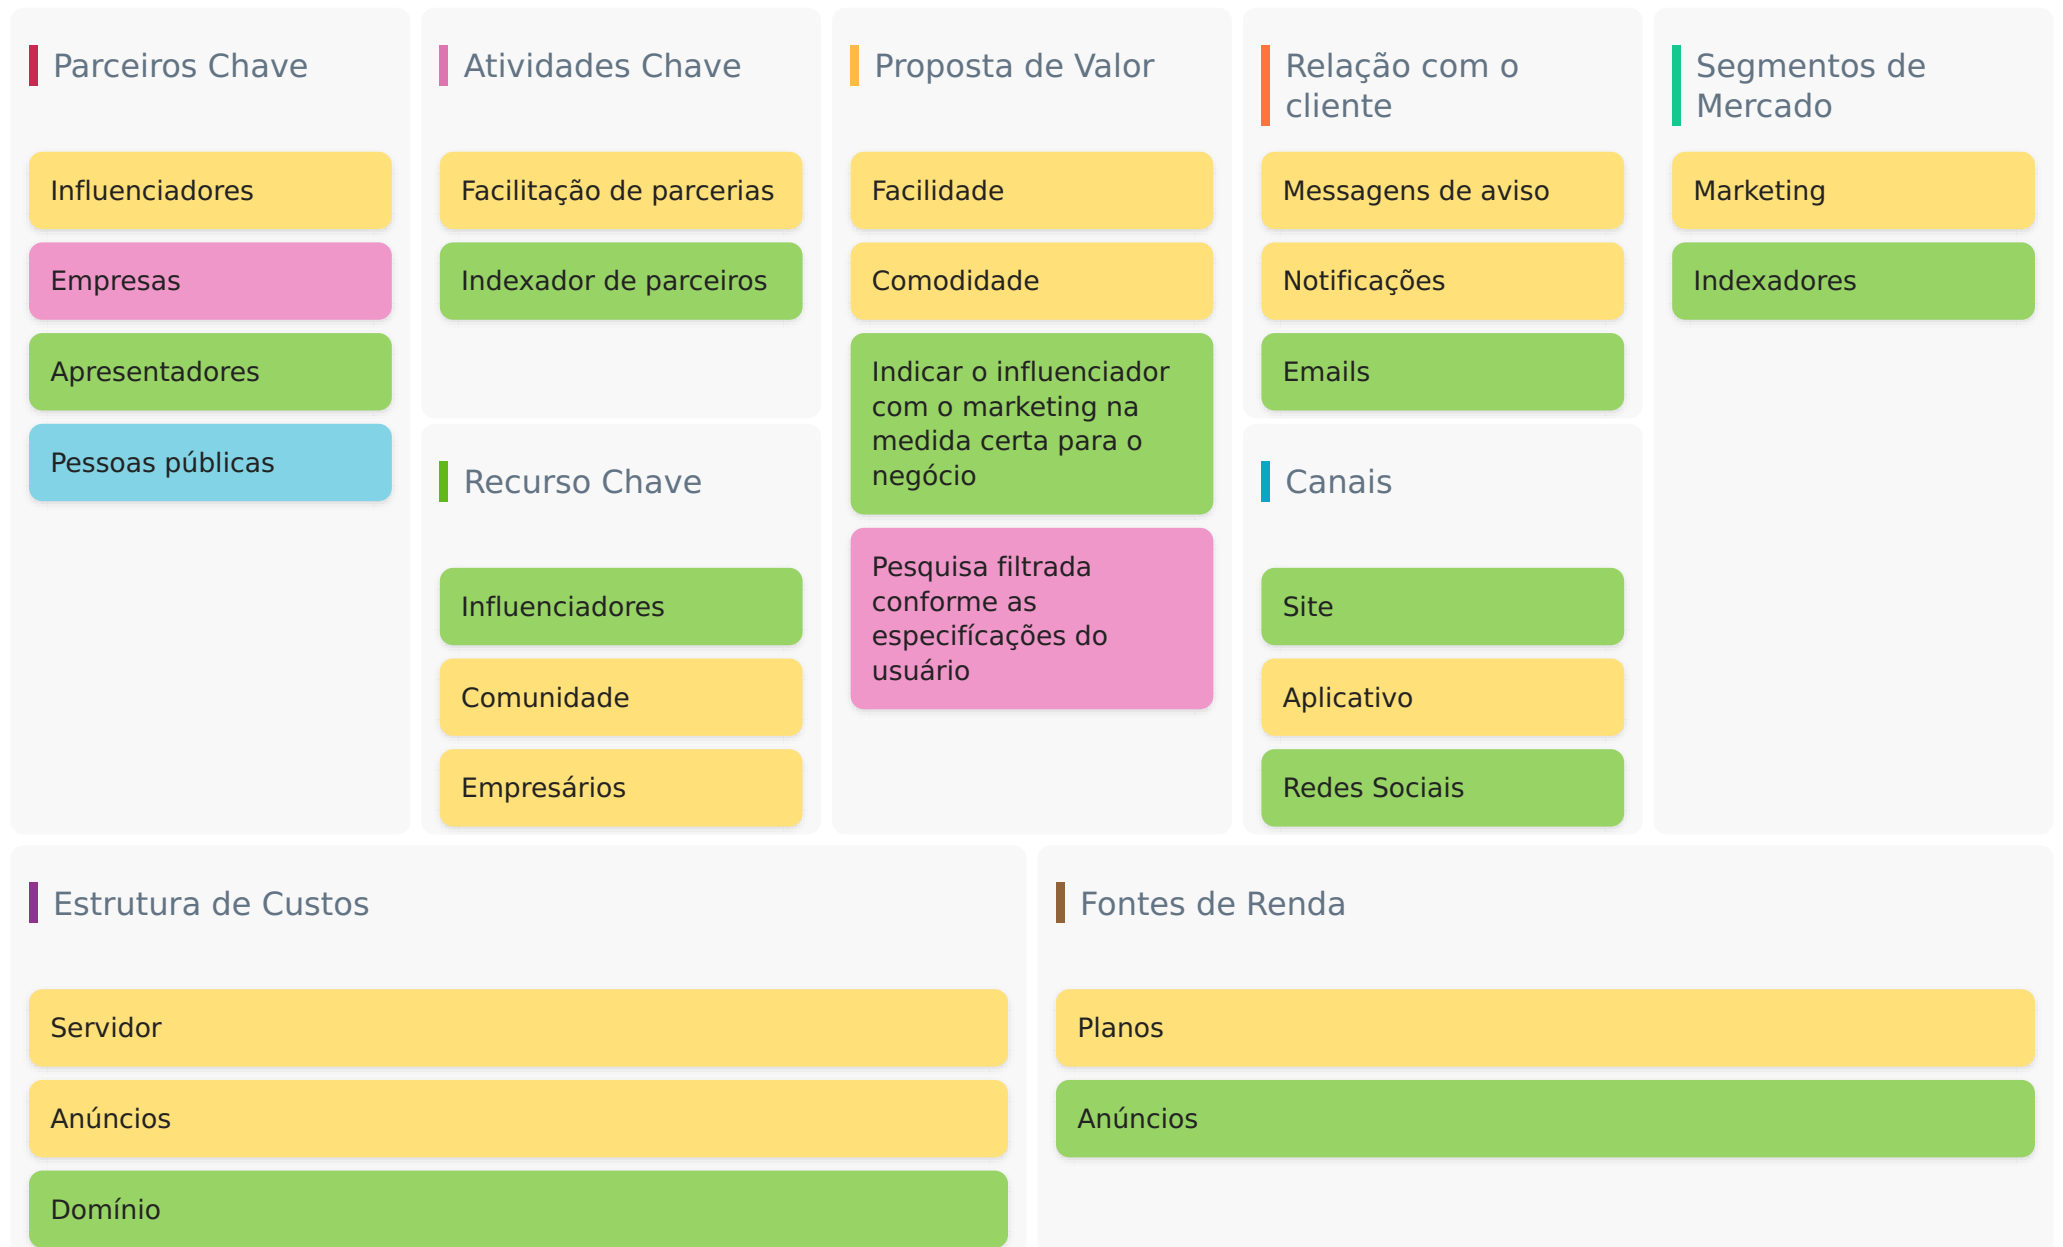 Parceiros Chave
Influenciadores
Empresas
Apresentadores
Pessoas públicas
Atividades Chave
Facilitação de parcerias
Indexador de parceiros
Recurso Chave
Influenciadores
Comunidade
Empresários
Proposta de Valor
Facilidade
Comodidade
Indicar o influenciador
com o marketing na
medida certa para o
negócio
Pesquisa filtrada
conforme as
especifícações do
usuário
Relação com o
cliente
Messagens de aviso
Notificações
Emails
Canais
Site
Aplicativo
Redes Sociais
Segmentos de
Mercado
Marketing
Indexadores
Estrutura de Custos
Servidor
Anúncios
Domínio
Fontes de Renda
Planos
Anúncios